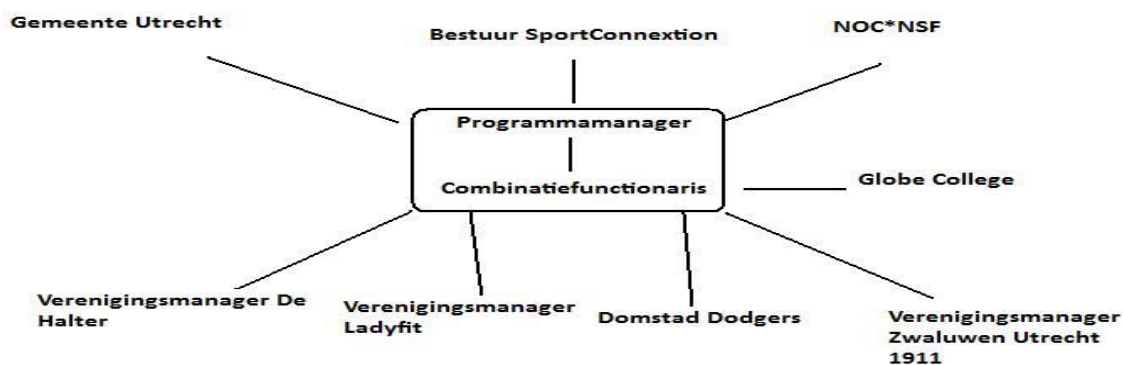 Gemeente Utrecht
Bestuur SportConnextion
NOC*NSF
Programmamanager
Combinatiefunctionaris
Globe College
Verenigingsmanager De
Halter
Verenigingsmanager
Ladyfit
Domstad Dodgers
Verenigingsmanager
Zwaluwen Utrecht
1911